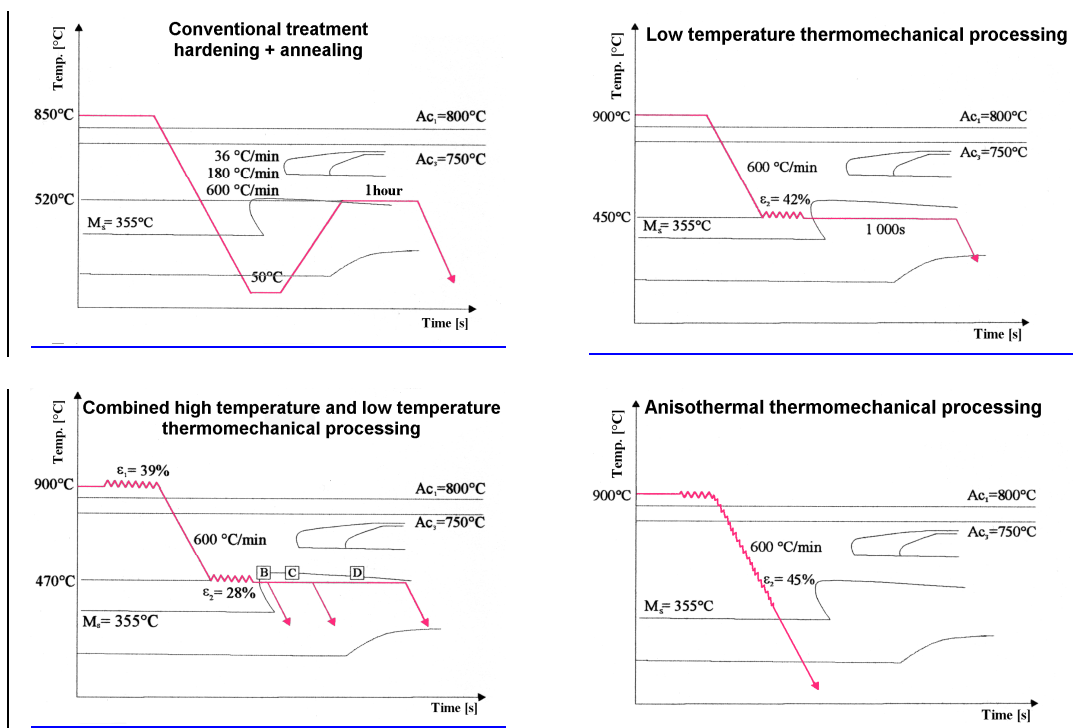 Conventional treatment
hardening + annealing
Temp. [°C]
850°C
Ac₁=800°C
36 °C/min
180 °C/min
600 °C/min
Ac₃=750°C
1hour
520°C
Mₛ= 355°C
50°C
Time [s]
Low temperature thermomechanical processing
Temp. [°C]
900°C
Ac₁=800°C
Ac₃=750°C
600 °C/min
ε₂= 42%
450°C
Mₛ= 355°C
1 000s
Time [s]
Combined high temperature and low temperature
thermomechanical processing
Temp. [°C]
ε₁= 39%
900°C
Ac₁=800°C
Ac₃=750°C
600 °C/min
470°C
B C D
ε₂= 28%
Mₛ= 355°C
Time [s]
Anisothermal thermomechanical processing
Temp. [°C]
900°C
Ac₁=800°C
Ac₃=750°C
600 °C/min
ε₂= 45%
Mₛ= 355°C
Time [s]